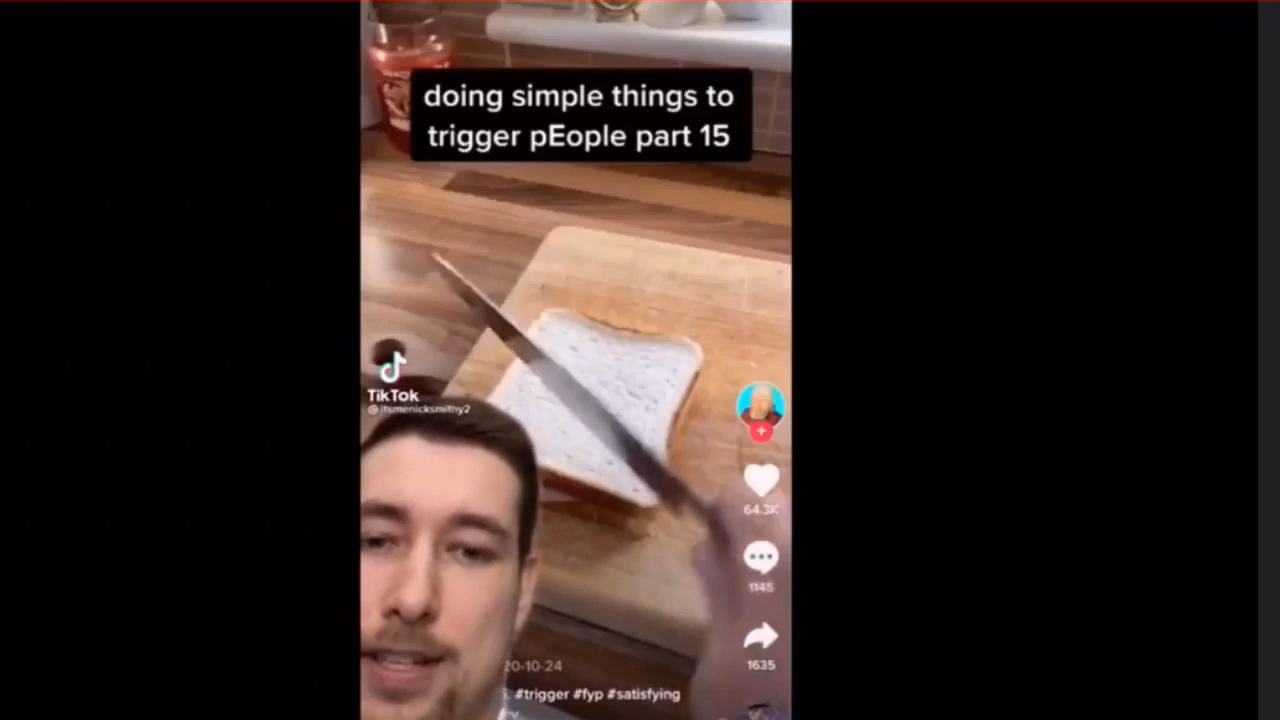 doing simple things to
trigger pEople part 15
TikTok
@itsmenicksmithy2
64.3K
1145
1635
20-10-24
#trigger #fyp #satisfying